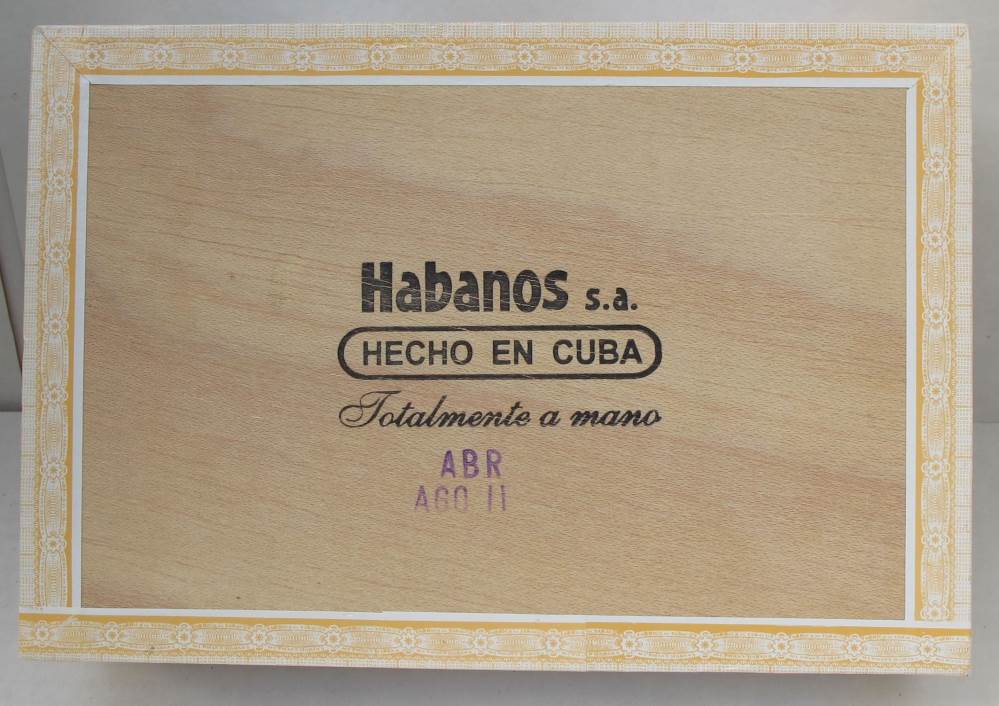 Habanos s.a.
HECHO EN CUBA
Totalmente a mano
ABR
AGO 11